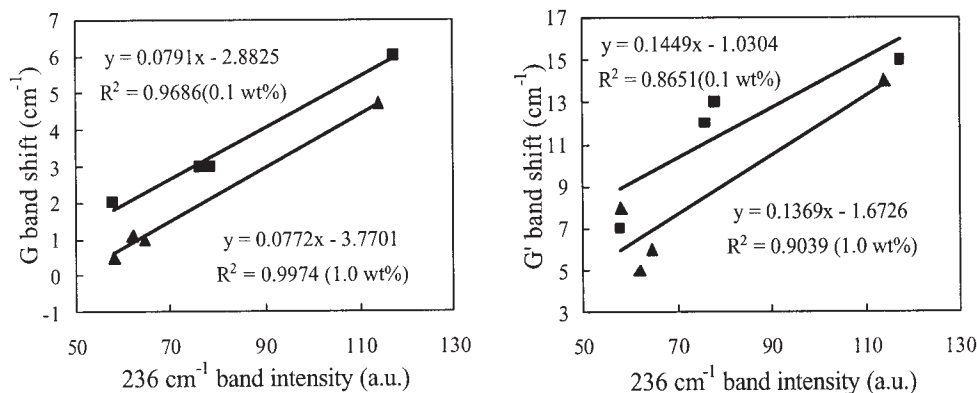 7
6
5
4
3
2
1
0
-1
G band shift (cm⁻¹)
y = 0.0791x - 2.8825
R² = 0.9686(0.1 wt%)
y = 0.0772x - 3.7701
R² = 0.9974 (1.0 wt%)
50 70 90 110 130
236 cm⁻¹ band intensity (a.u.)
17
15
13
11
9
7
5
3
G' band shift (cm⁻¹)
y = 0.1449x - 1.0304
R² = 0.8651(0.1 wt%)
y = 0.1369x - 1.6726
R² = 0.9039 (1.0 wt%)
50 70 90 110 130
236 cm⁻¹ band intensity (a.u.)